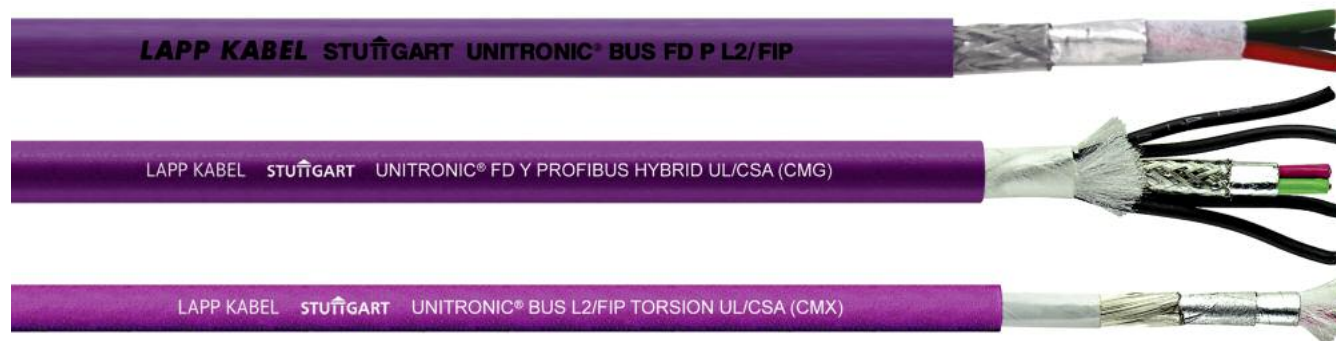 LAPP KABEL STUTTGART UNITRONIC® BUS FD P L2/FIP
LAPP KABEL STUTTGART UNITRONIC® FD Y PROFIBUS HYBRID UL/CSA (CMG)
LAPP KABEL STUTTGART UNITRONIC® BUS L2/FIP TORSION UL/CSA (CMX)